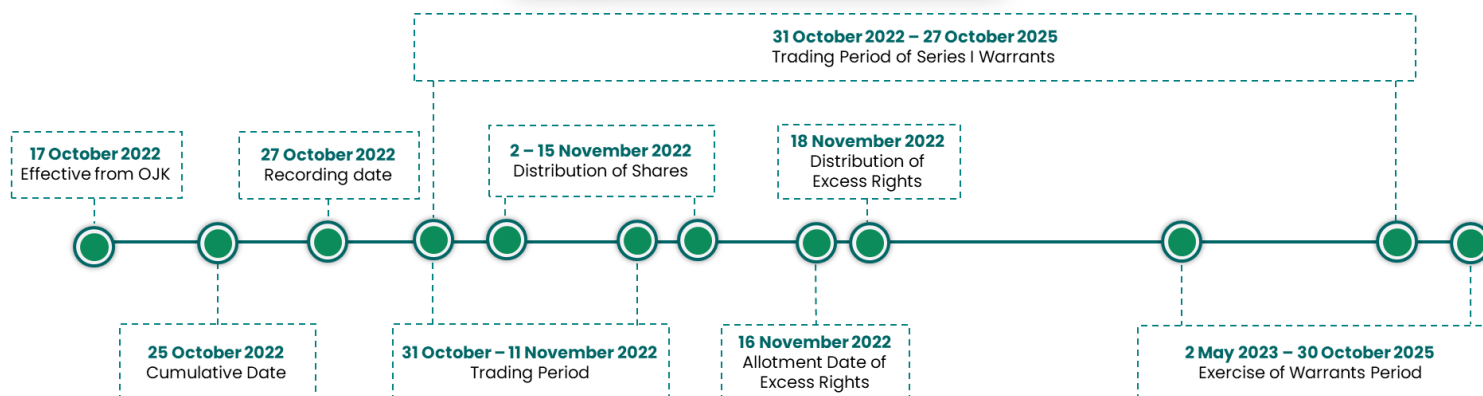 31 October 2022 – 27 October 2025
Trading Period of Series I Warrants
17 October 2022
Effective from OJK
27 October 2022
Recording date
2 – 15 November 2022
Distribution of Shares
18 November 2022
Distribution of
Excess Rights
25 October 2022
Cumulative Date
31 October – 11 November 2022
Trading Period
16 November 2022
Allotment Date of
Excess Rights
2 May 2023 – 30 October 2025
Exercise of Warrants Period